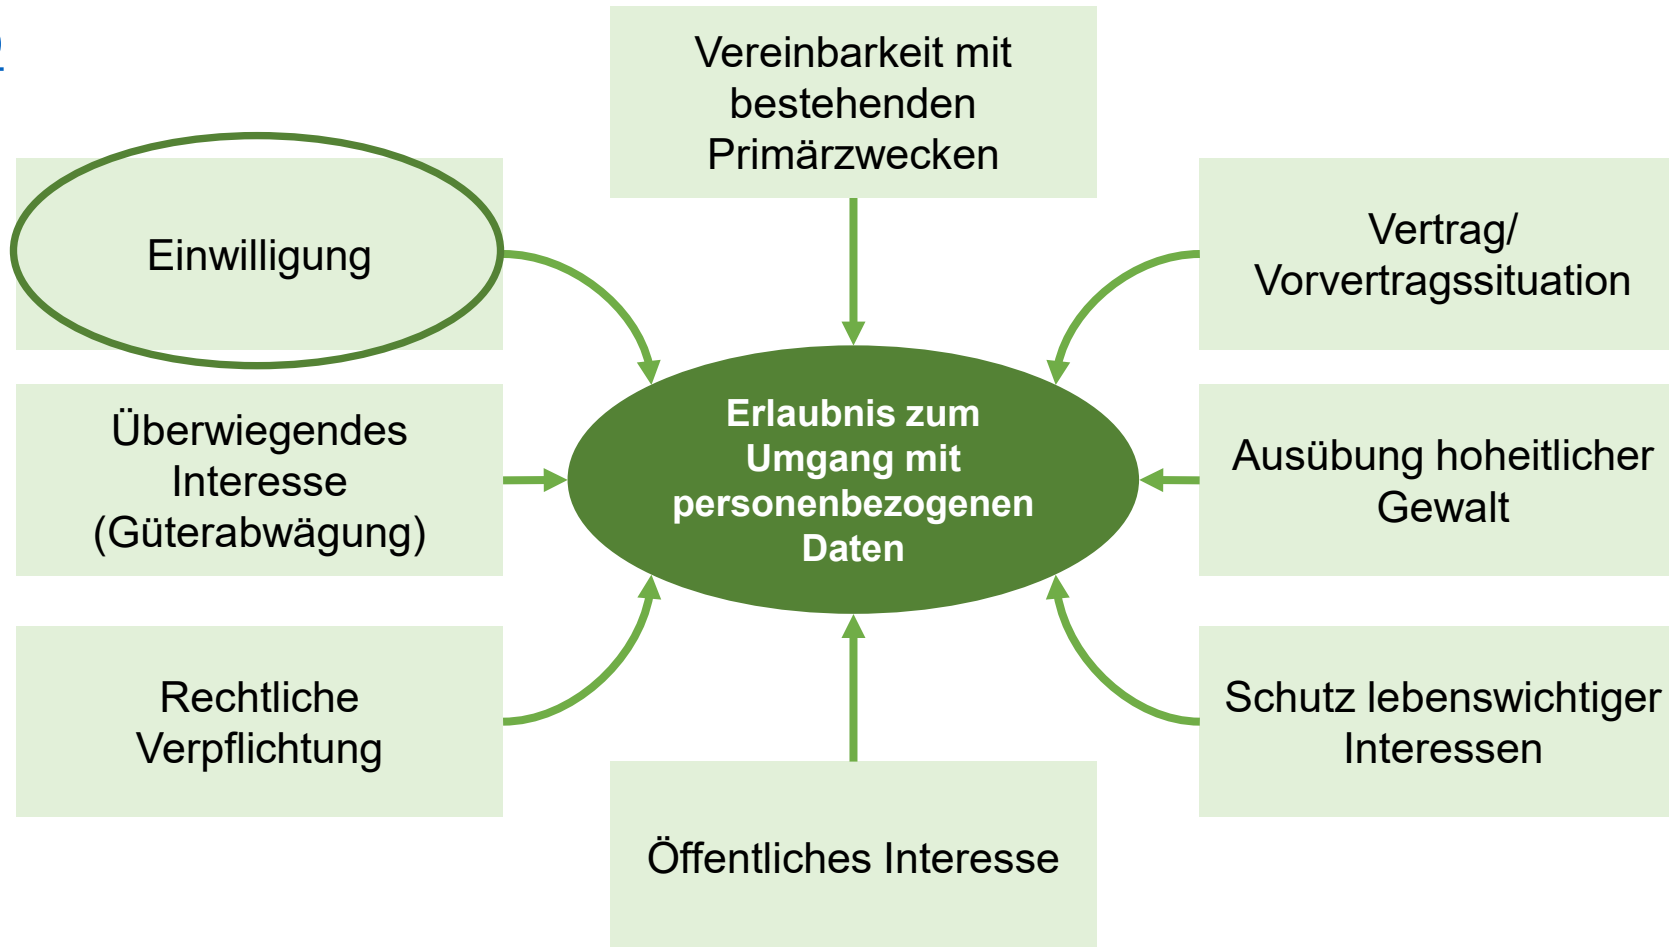 Vereinbarkeit mit
bestehenden
Primärzwecken
Einwilligung
Vertrag/
Vorvertragssituation
Überwiegendes
Interesse
(Güterabwägung)
Erlaubnis zum
Umgang mit
personenbezogenen
Daten
Ausübung hoheitlicher
Gewalt
Rechtliche
Verpflichtung
Öffentliches Interesse
Schutz lebenswichtiger
Interessen